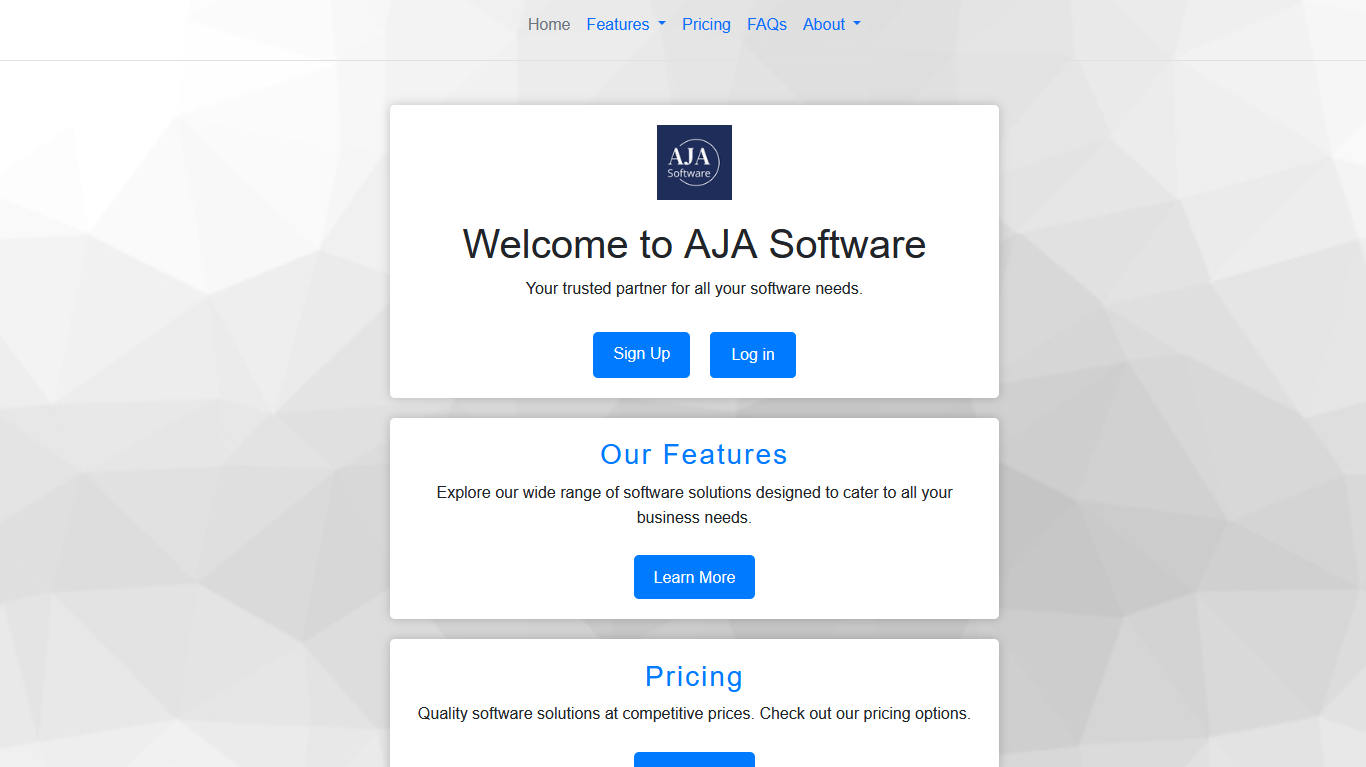 Home Features Pricing FAQs About
AJA
Software
Welcome to AJA Software
Your trusted partner for all your software needs.
Sign Up Log in
Our Features
Explore our wide range of software solutions designed to cater to all your
business needs.
Learn More
Pricing
Quality software solutions at competitive prices. Check out our pricing options.